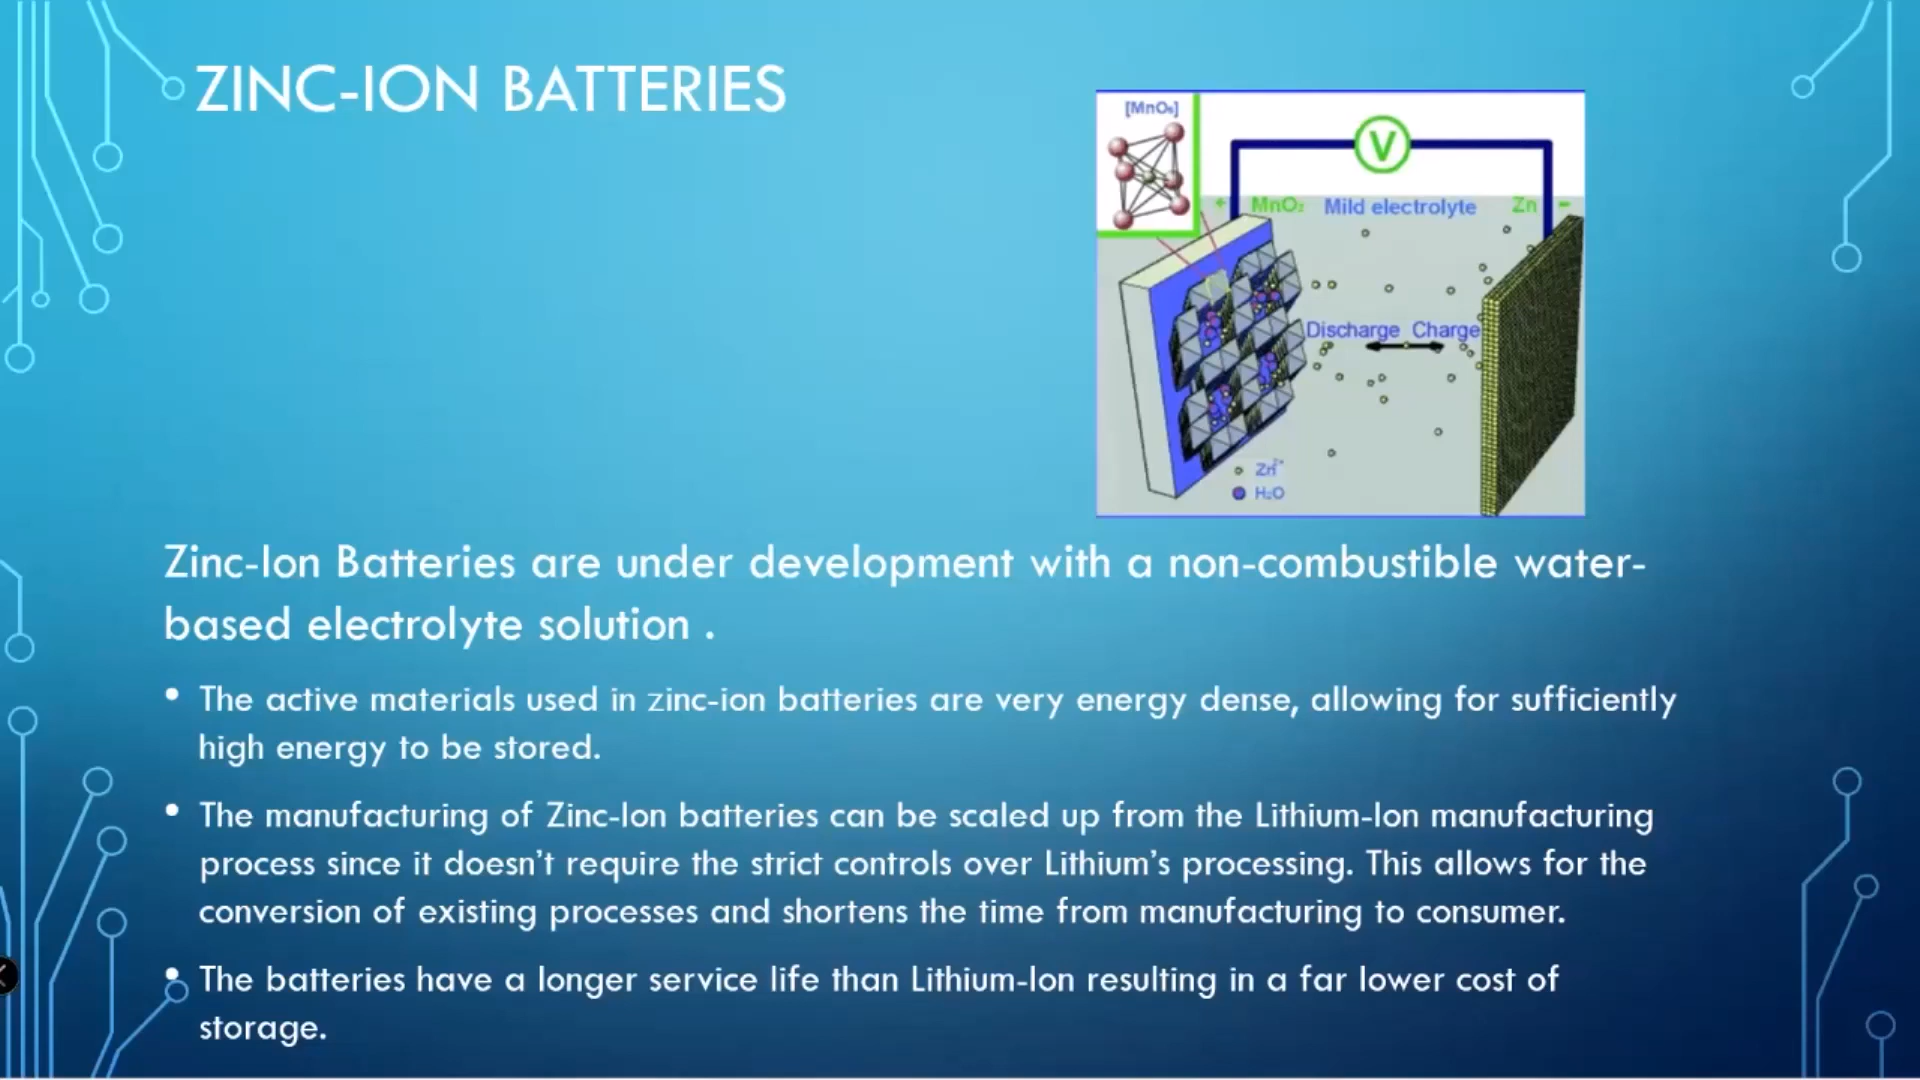 ZINC-ION BATTERIES
[MnO₆]
V
+ MnO₂ Mild electrolyte Zn −
Discharge Charge
Zn²⁺
H₂O
Zinc-Ion Batteries are under development with a non-combustible water-
based electrolyte solution .
• The active materials used in zinc-ion batteries are very energy dense, allowing for sufficiently
high energy to be stored.
• The manufacturing of Zinc-Ion batteries can be scaled up from the Lithium-Ion manufacturing
process since it doesn’t require the strict controls over Lithium’s processing. This allows for the
conversion of existing processes and shortens the time from manufacturing to consumer.
• The batteries have a longer service life than Lithium-Ion resulting in a far lower cost of
storage.